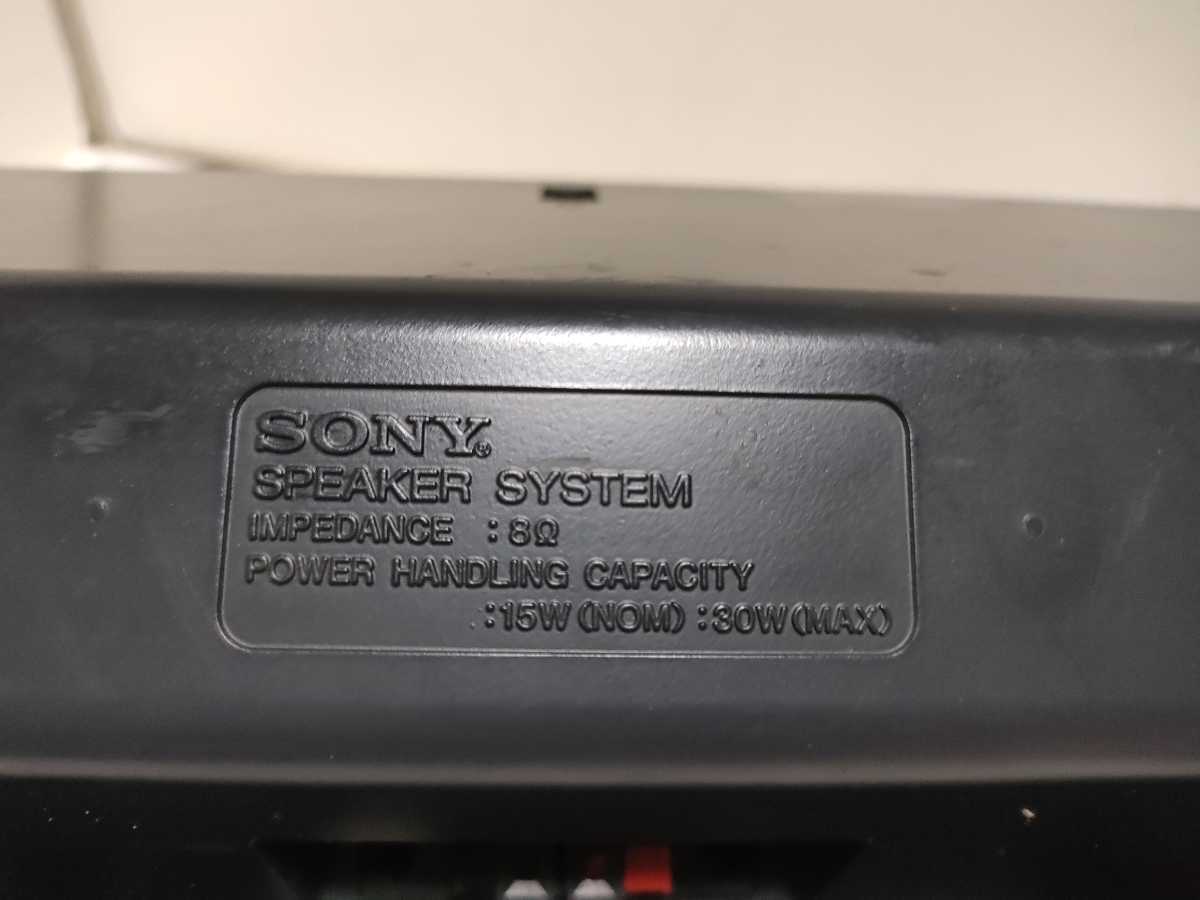 SONY®
SPEAKER SYSTEM
IMPEDANCE :8Ω
POWER HANDLING CAPACITY
:15W(NOM) :30W(MAX)